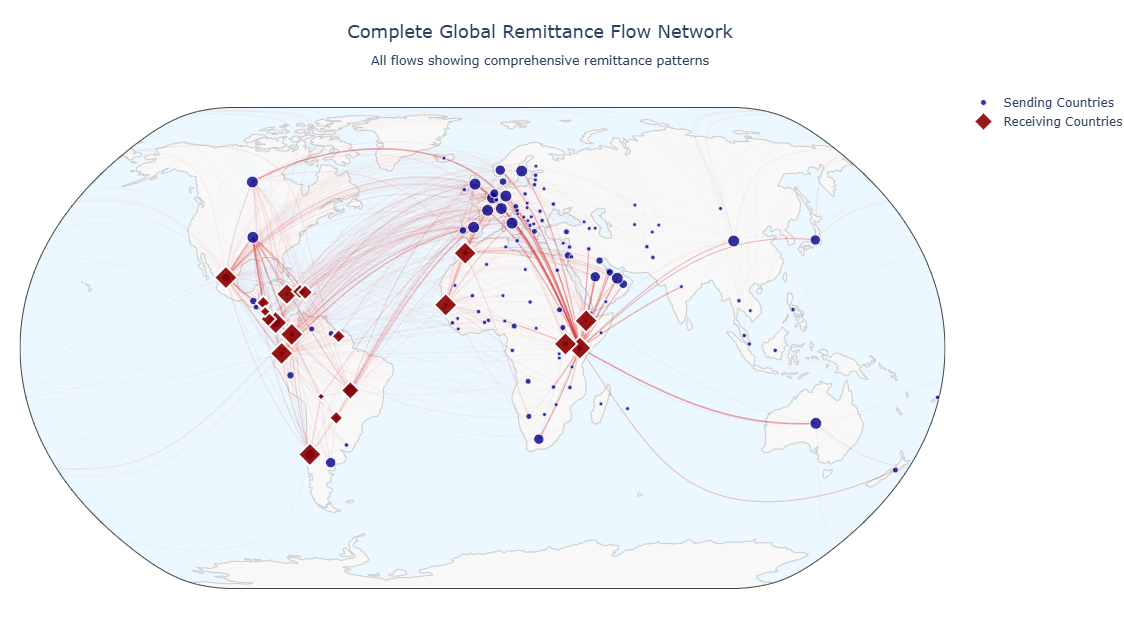 Complete Global Remittance Flow Network
All flows showing comprehensive remittance patterns
Sending Countries
Receiving Countries